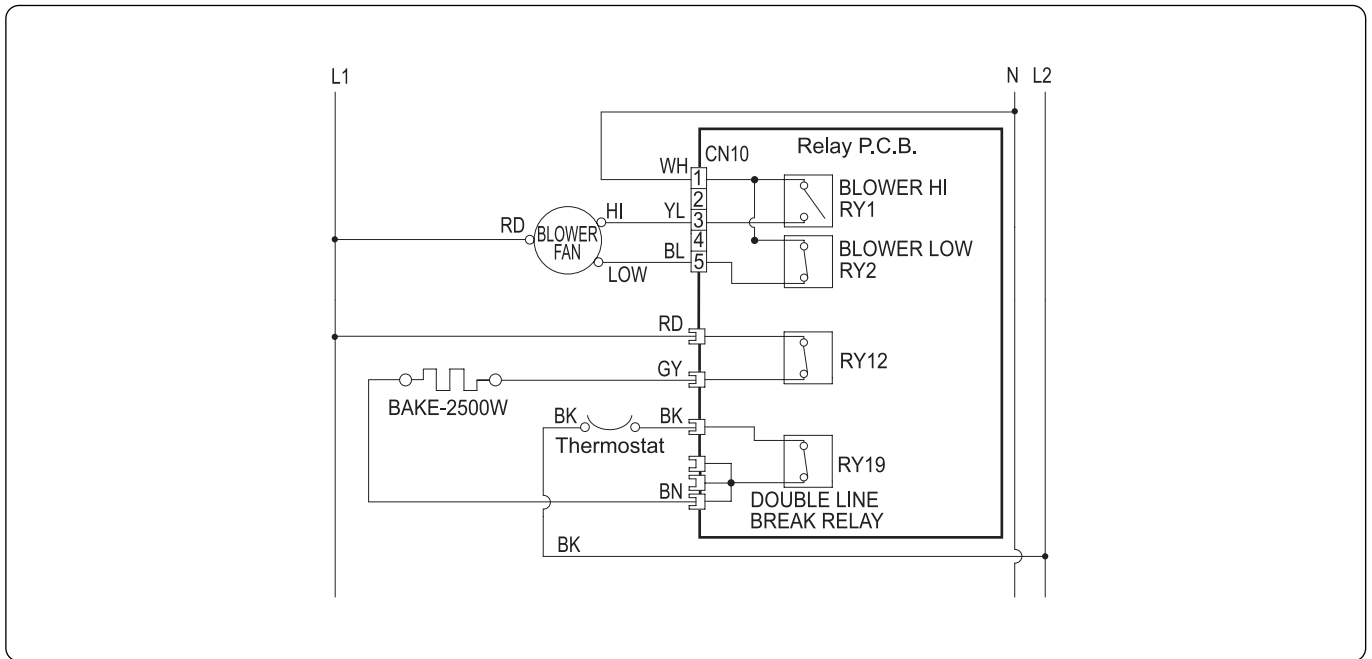 L1
N L2
Relay P.C.B.
CN10
WH
1
BLOWER HI
RY1
2
HI
YL
3
RD
BLOWER
FAN
4
BL
5
LOW
BLOWER LOW
RY2
RD
RY12
GY
BAKE-2500W
BK
BK
Thermostat
RY19
BN
DOUBLE LINE
BREAK RELAY
BK